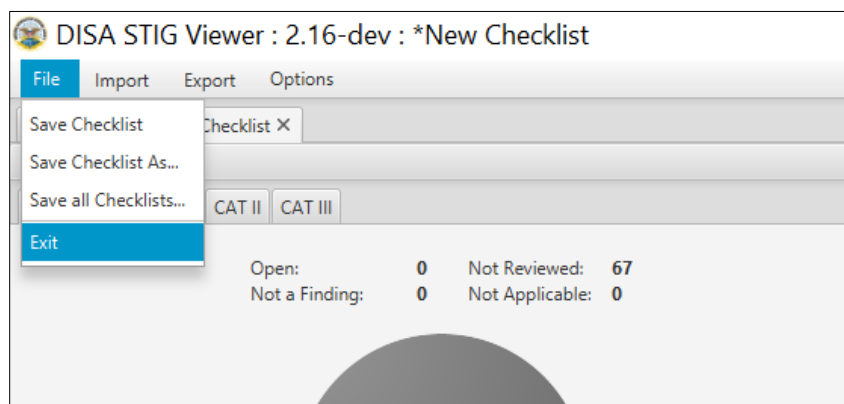 DISA STIG Viewer : 2.16-dev : *New Checklist
File Import Export Options
Save Checklist
Checklist ✕
Save Checklist As...
Save all Checklists...
CAT II CAT III
Exit
Open: 0 Not Reviewed: 67
Not a Finding: 0 Not Applicable: 0